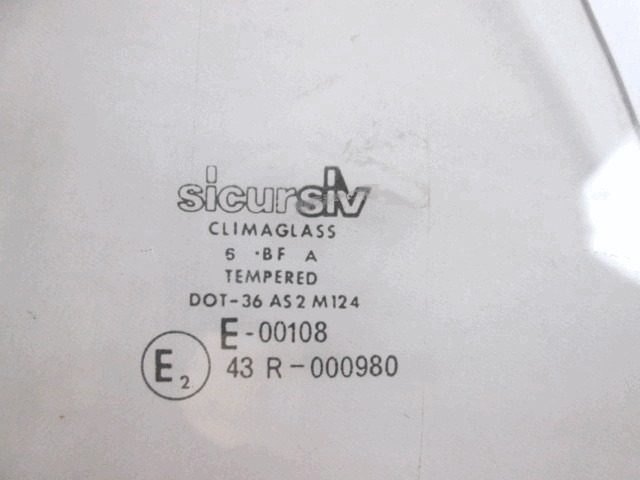 sicursiv
CLIMAGLASS
6 ·BF A
TEMPERED
DOT-36 AS2 M124
E-00108
E2 43 R-000980